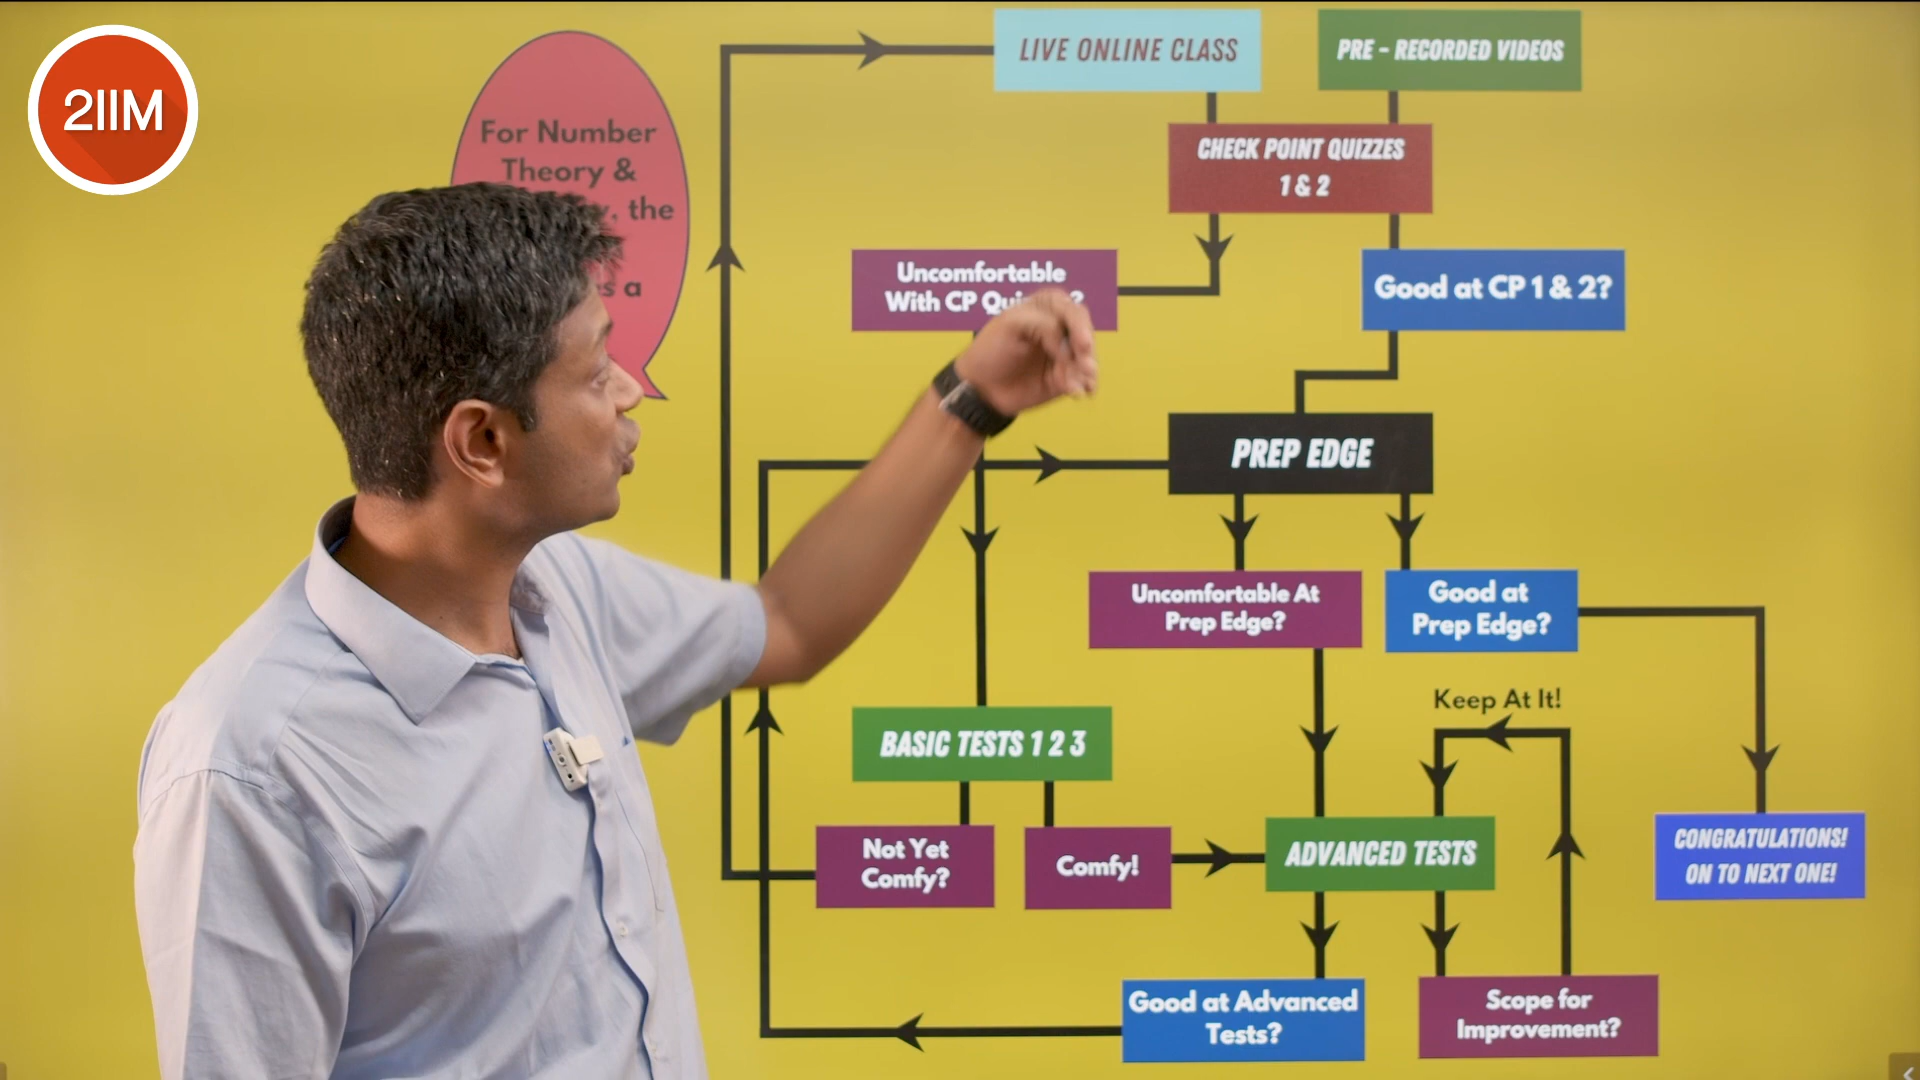 2IIM
For Number
Theory &
the
a
LIVE ONLINE CLASS
PRE - RECORDED VIDEOS
CHECK POINT QUIZZES
1 & 2
Uncomfortable
With CP
Good at CP 1 & 2?
PREP EDGE
Uncomfortable At
Prep Edge?
Good at
Prep Edge?
Keep At It!
BASIC TESTS 1 2 3
Not Yet
Comfy?
Comfy!
ADVANCED TESTS
CONGRATULATIONS!
ON TO NEXT ONE!
Good at Advanced
Tests?
Scope for
Improvement?